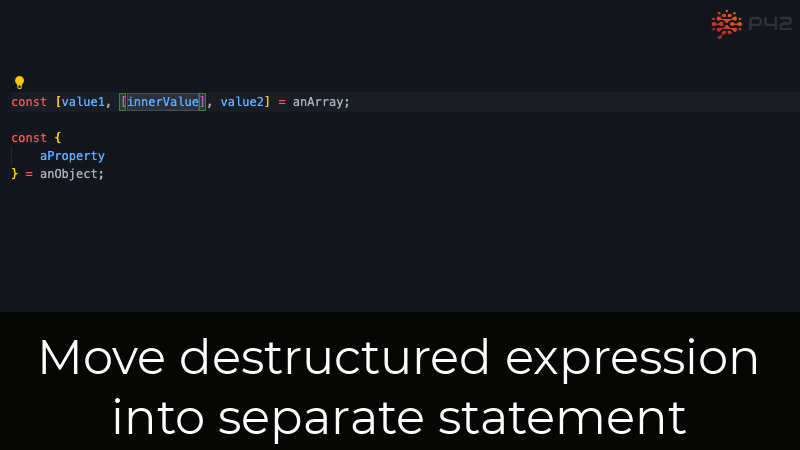 P42
const [value1, [innerValue], value2] = anArray;
const {
aProperty
} = anObject;
Move destructured expression
into separate statement